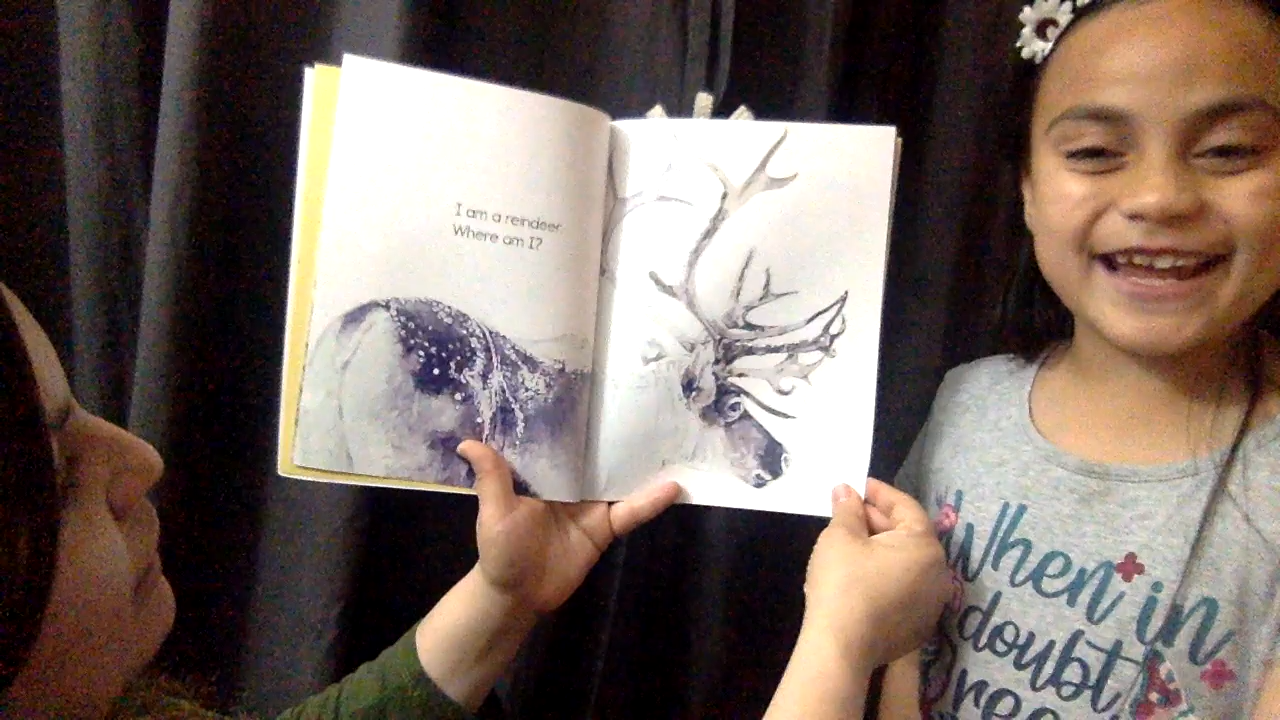 I am a reindeer.
Where am I?
When in
doubt